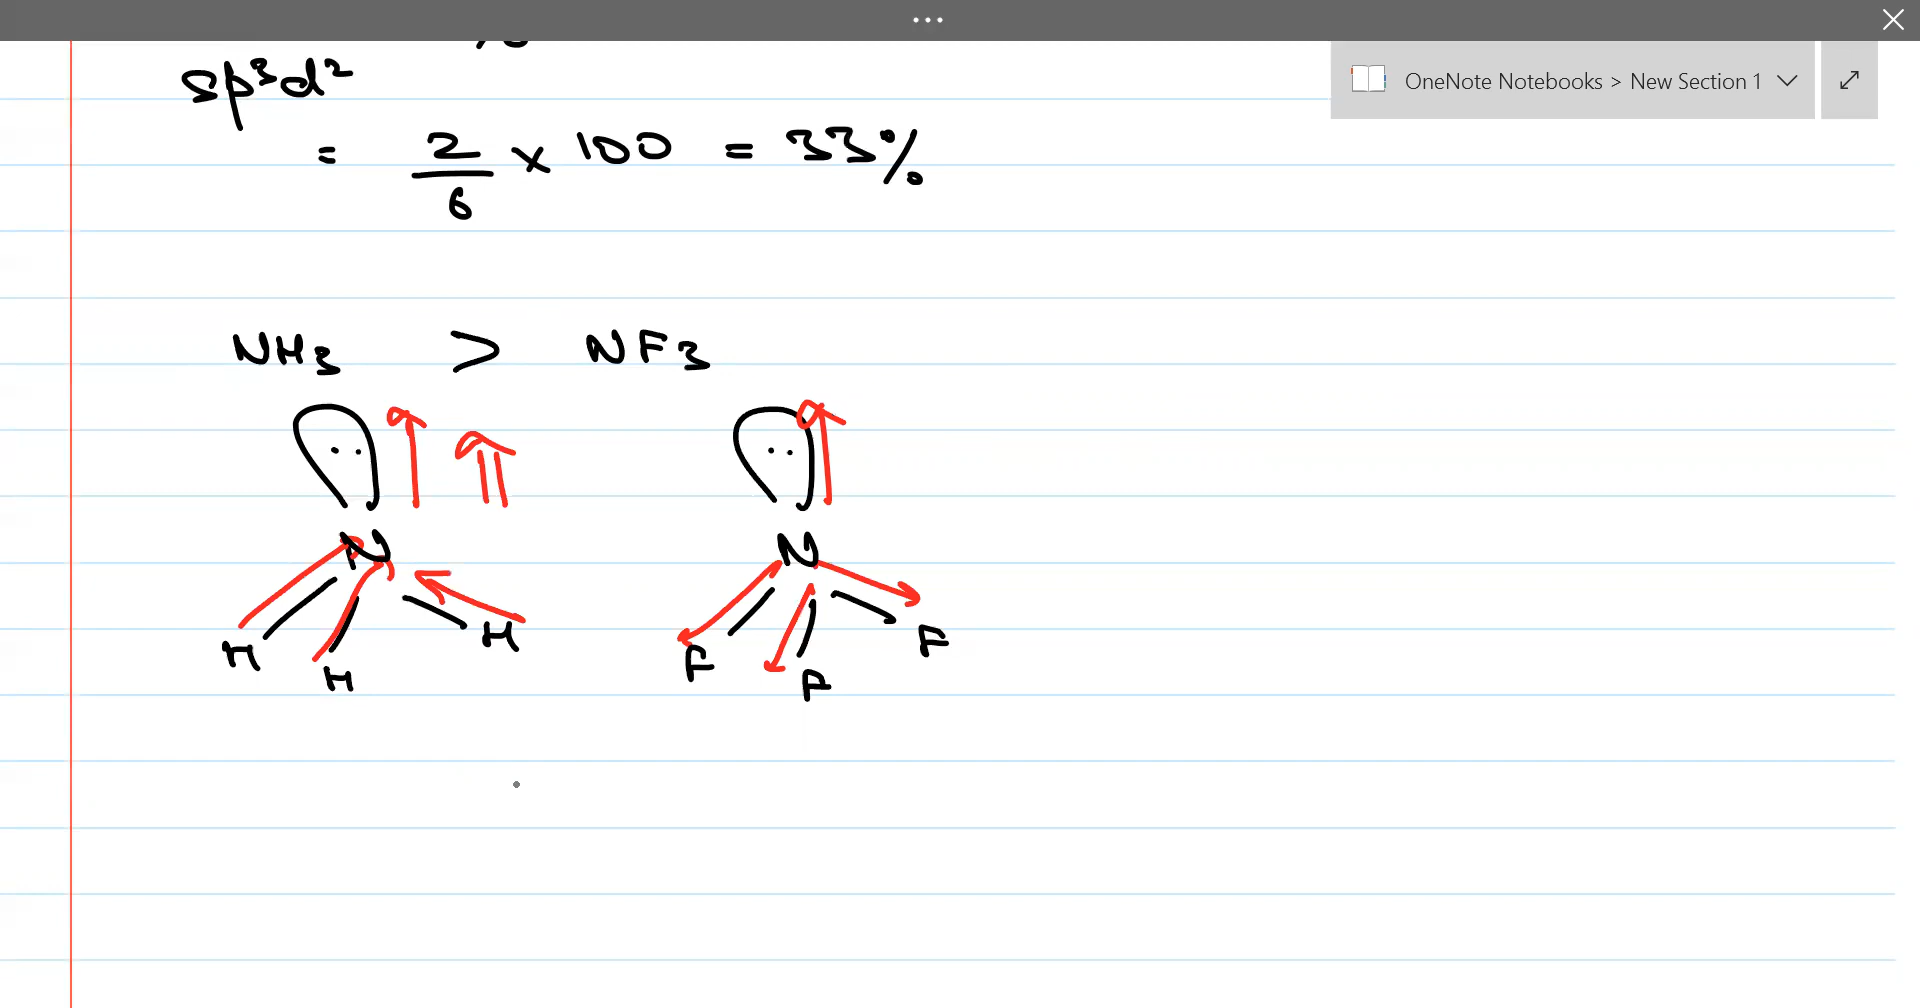 OneNote Notebooks > New Section 1
sp³d²
= 2/6 × 100 = 33%
NH3 > NF3
N N
H H H F F F